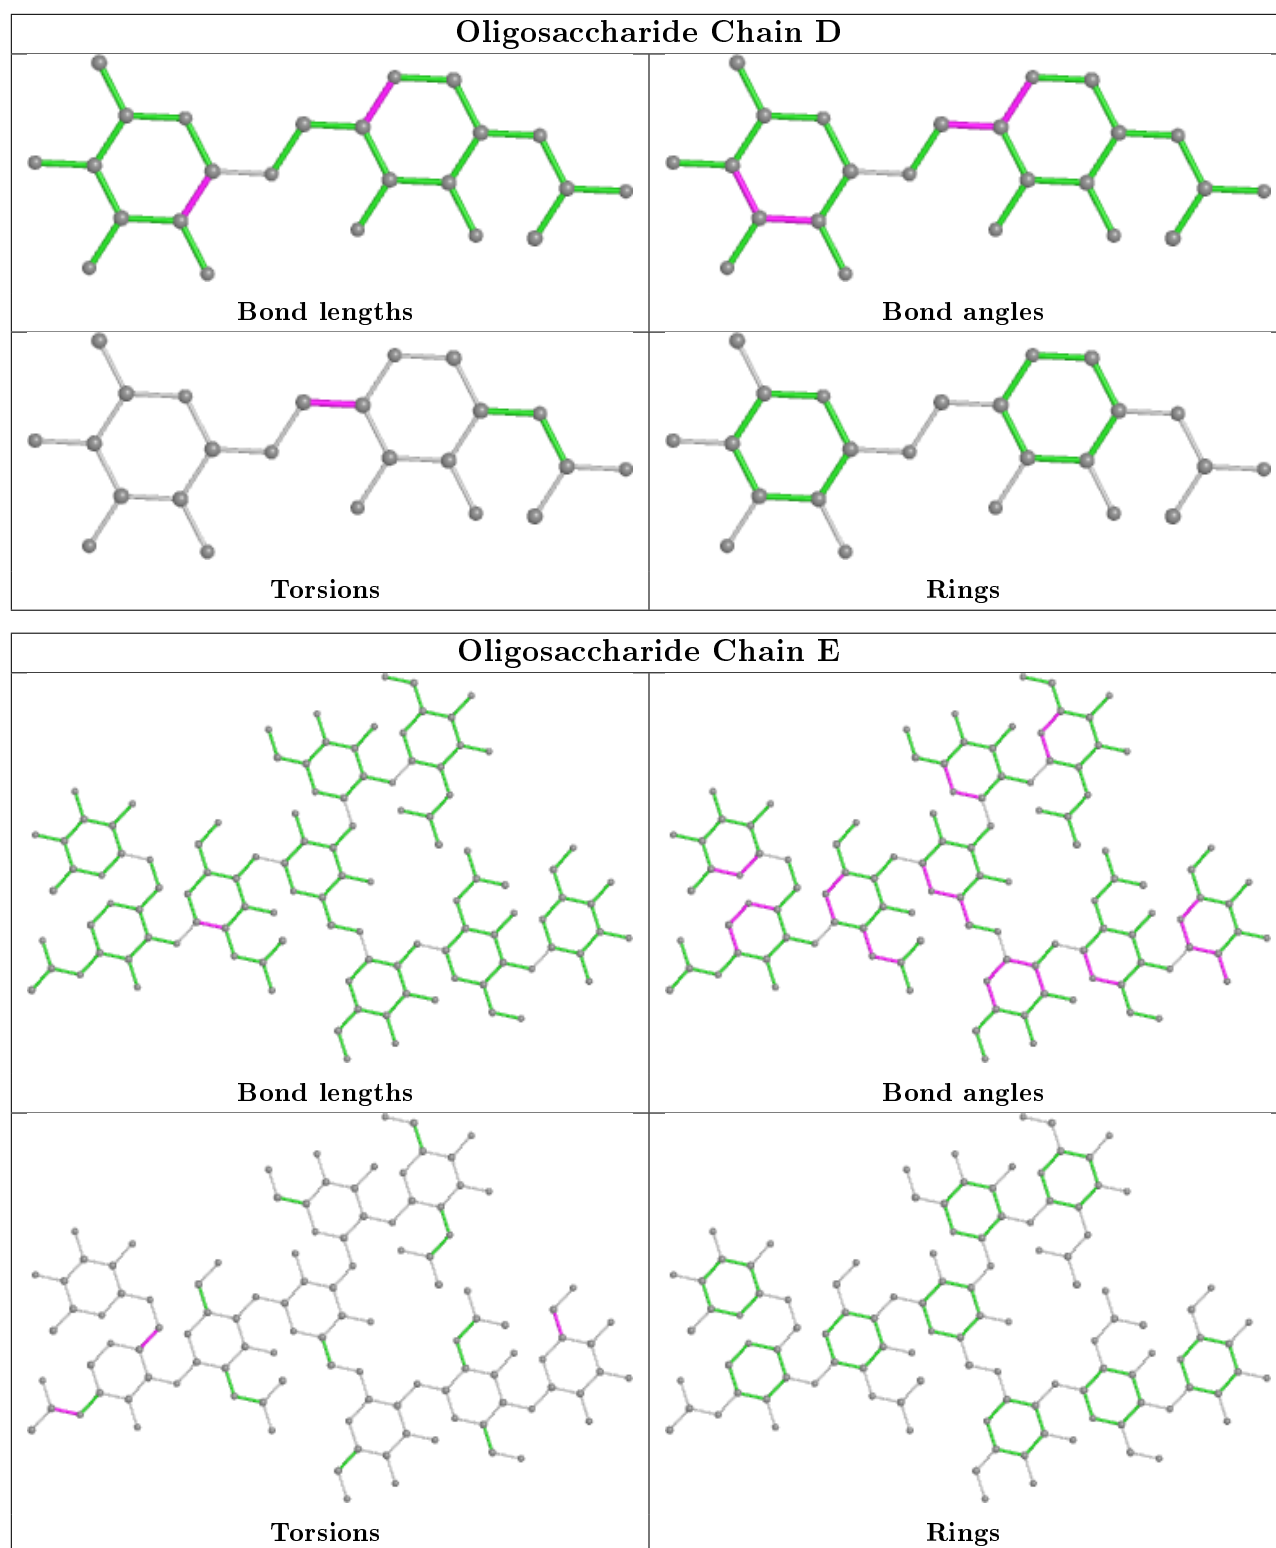 Oligosaccharide Chain D
Bond lengths
Bond angles
Torsions
Rings
Oligosaccharide Chain E
Bond lengths
Bond angles
Torsions
Rings